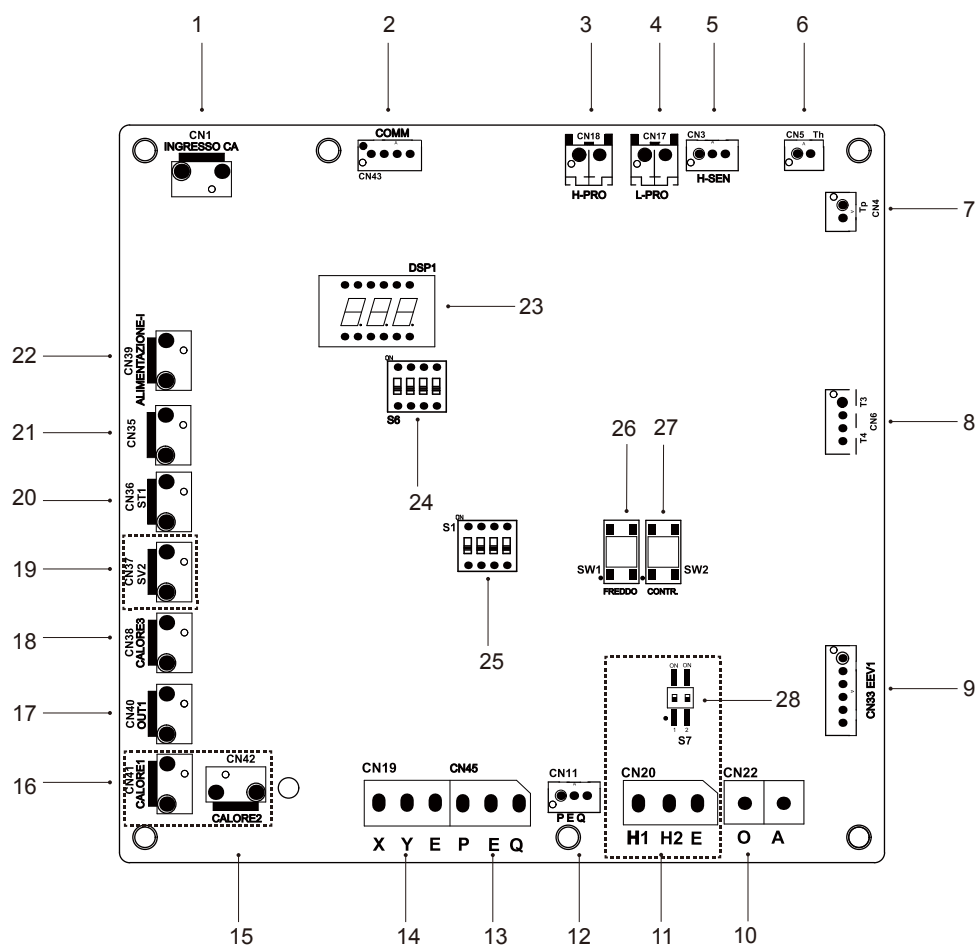 1 2 3 4 5 6
CN1
INGRESSO CA
COMM
CN43
CN18
H-PRO
CN17
L-PRO
CN3
H-SEN
CN5 Th
Tp
CN4
7
DSP1
23
ON
S6
24
22
CN39
ALIMENTAZIONE-I
21
CN35
20
CN36
ST1
19
CN37
SV2
18
CN38
CALORE3
17
CN40
OUT1
16
CN41
CALORE1
CN42
CALORE2
T3
CN6
T4
8
26 27
S1
ON
25
SW1
FREDDO
SW2
CONTR.
CN33 EEV1
9
ON ON
1 2
S7
28
CN19
X Y E
CN45
P E Q
CN11
P E Q
CN20
H1 H2 E
CN22
O A
15 14 13 12 11 10